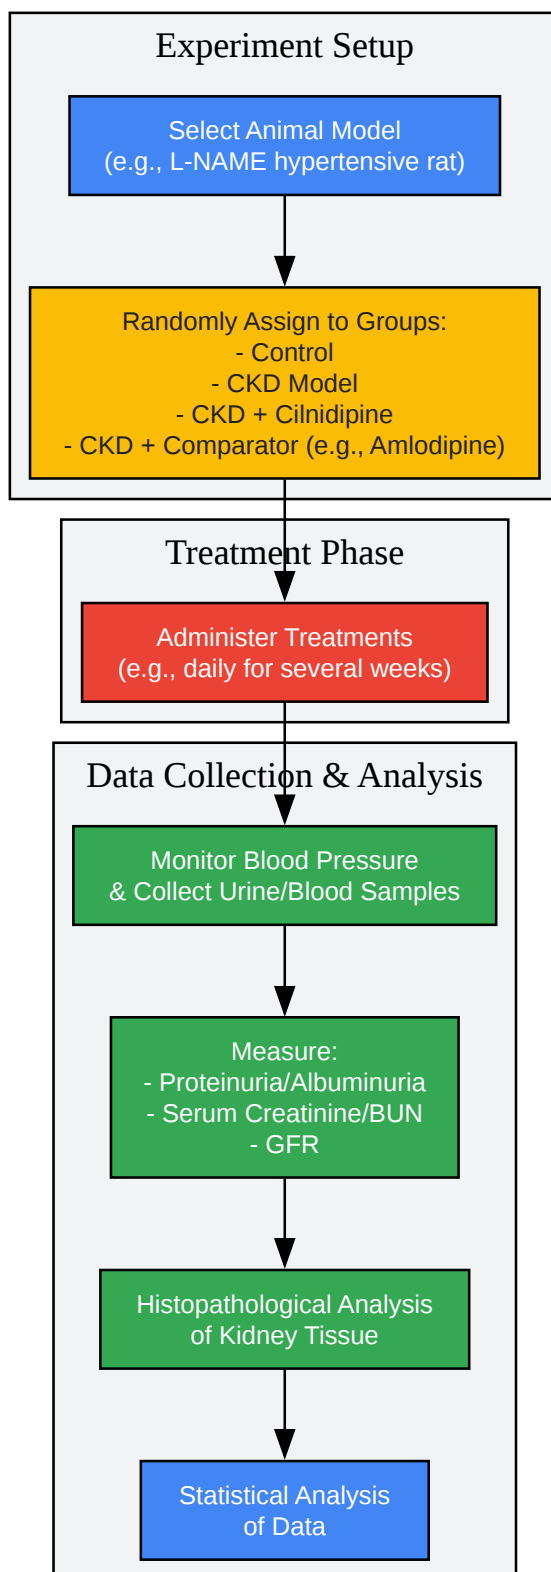 Experiment Setup
Select Animal Model
(e.g., L-NAME hypertensive rat)
Randomly Assign to Groups:
- Control
- CKD Model
- CKD + Cilnidipine
- CKD + Comparator (e.g., Amlodipine)
Treatment Phase
Administer Treatments
(e.g., daily for several weeks)
Data Collection & Analysis
Monitor Blood Pressure
& Collect Urine/Blood Samples
Measure:
- Proteinuria/Albuminuria
- Serum Creatinine/BUN
- GFR
Histopathological Analysis
of Kidney Tissue
Statistical Analysis
of Data